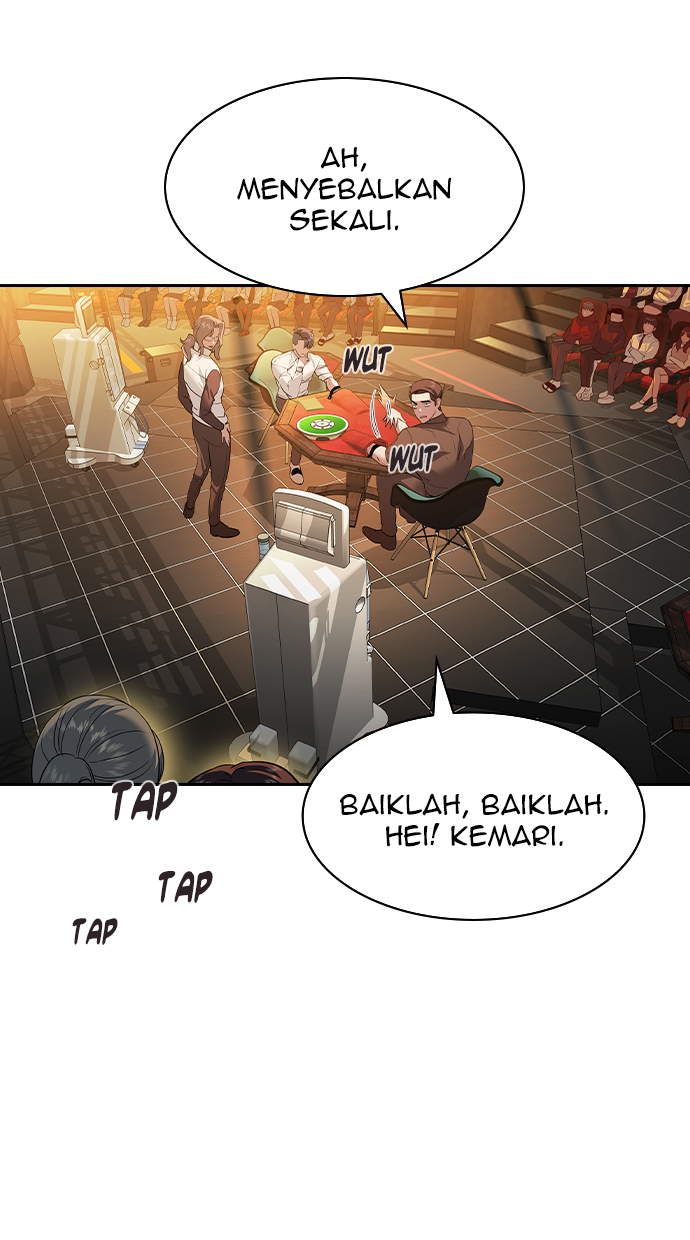 AH,
MENYEBALKAN
SEKALI.
WUT
WUT
BAIKLAH, BAIKLAH.
HEI! KEMARI.
TAP
TAP
TAP